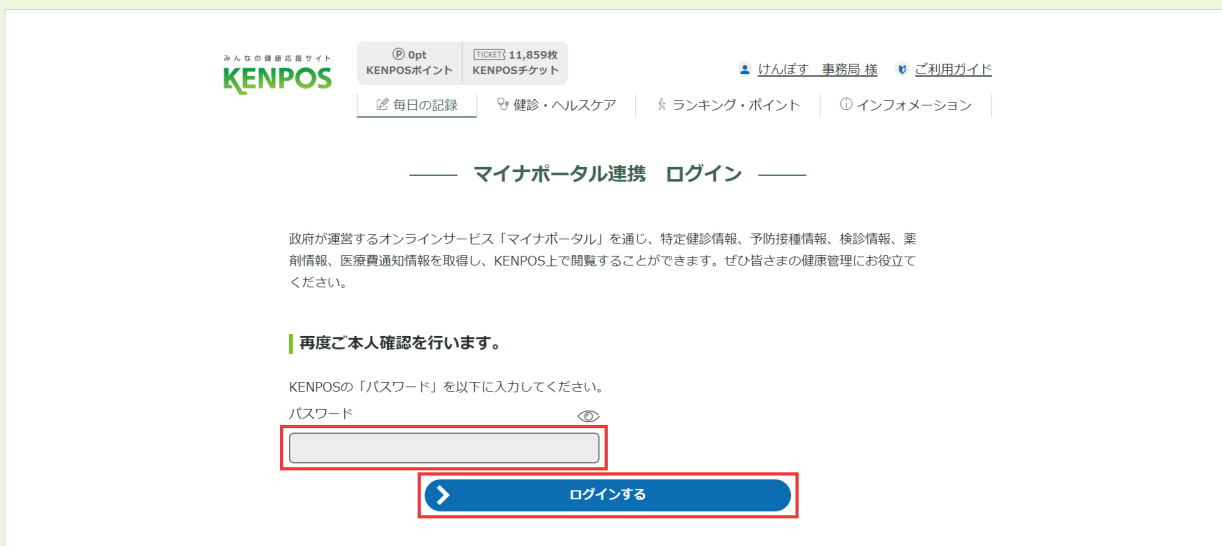 みんなの健康応援サイト
KENPOS
Ⓟ 0pt
KENPOSポイント
TICKET 11,859枚
KENPOSチケット
けんぽす　事務局 様
ご利用ガイド
毎日の記録
健診・ヘルスケア
ランキング・ポイント
インフォメーション
マイナポータル連携　ログイン
政府が運営するオンラインサービス「マイナポータル」を通じ、特定健診情報、予防接種情報、検診情報、薬
剤情報、医療費通知情報を取得し、KENPOS上で閲覧することができます。ぜひ皆さまの健康管理にお役立て
ください。
再度ご本人確認を行います。
KENPOSの「パスワード」を以下に入力してください。
パスワード
ログインする